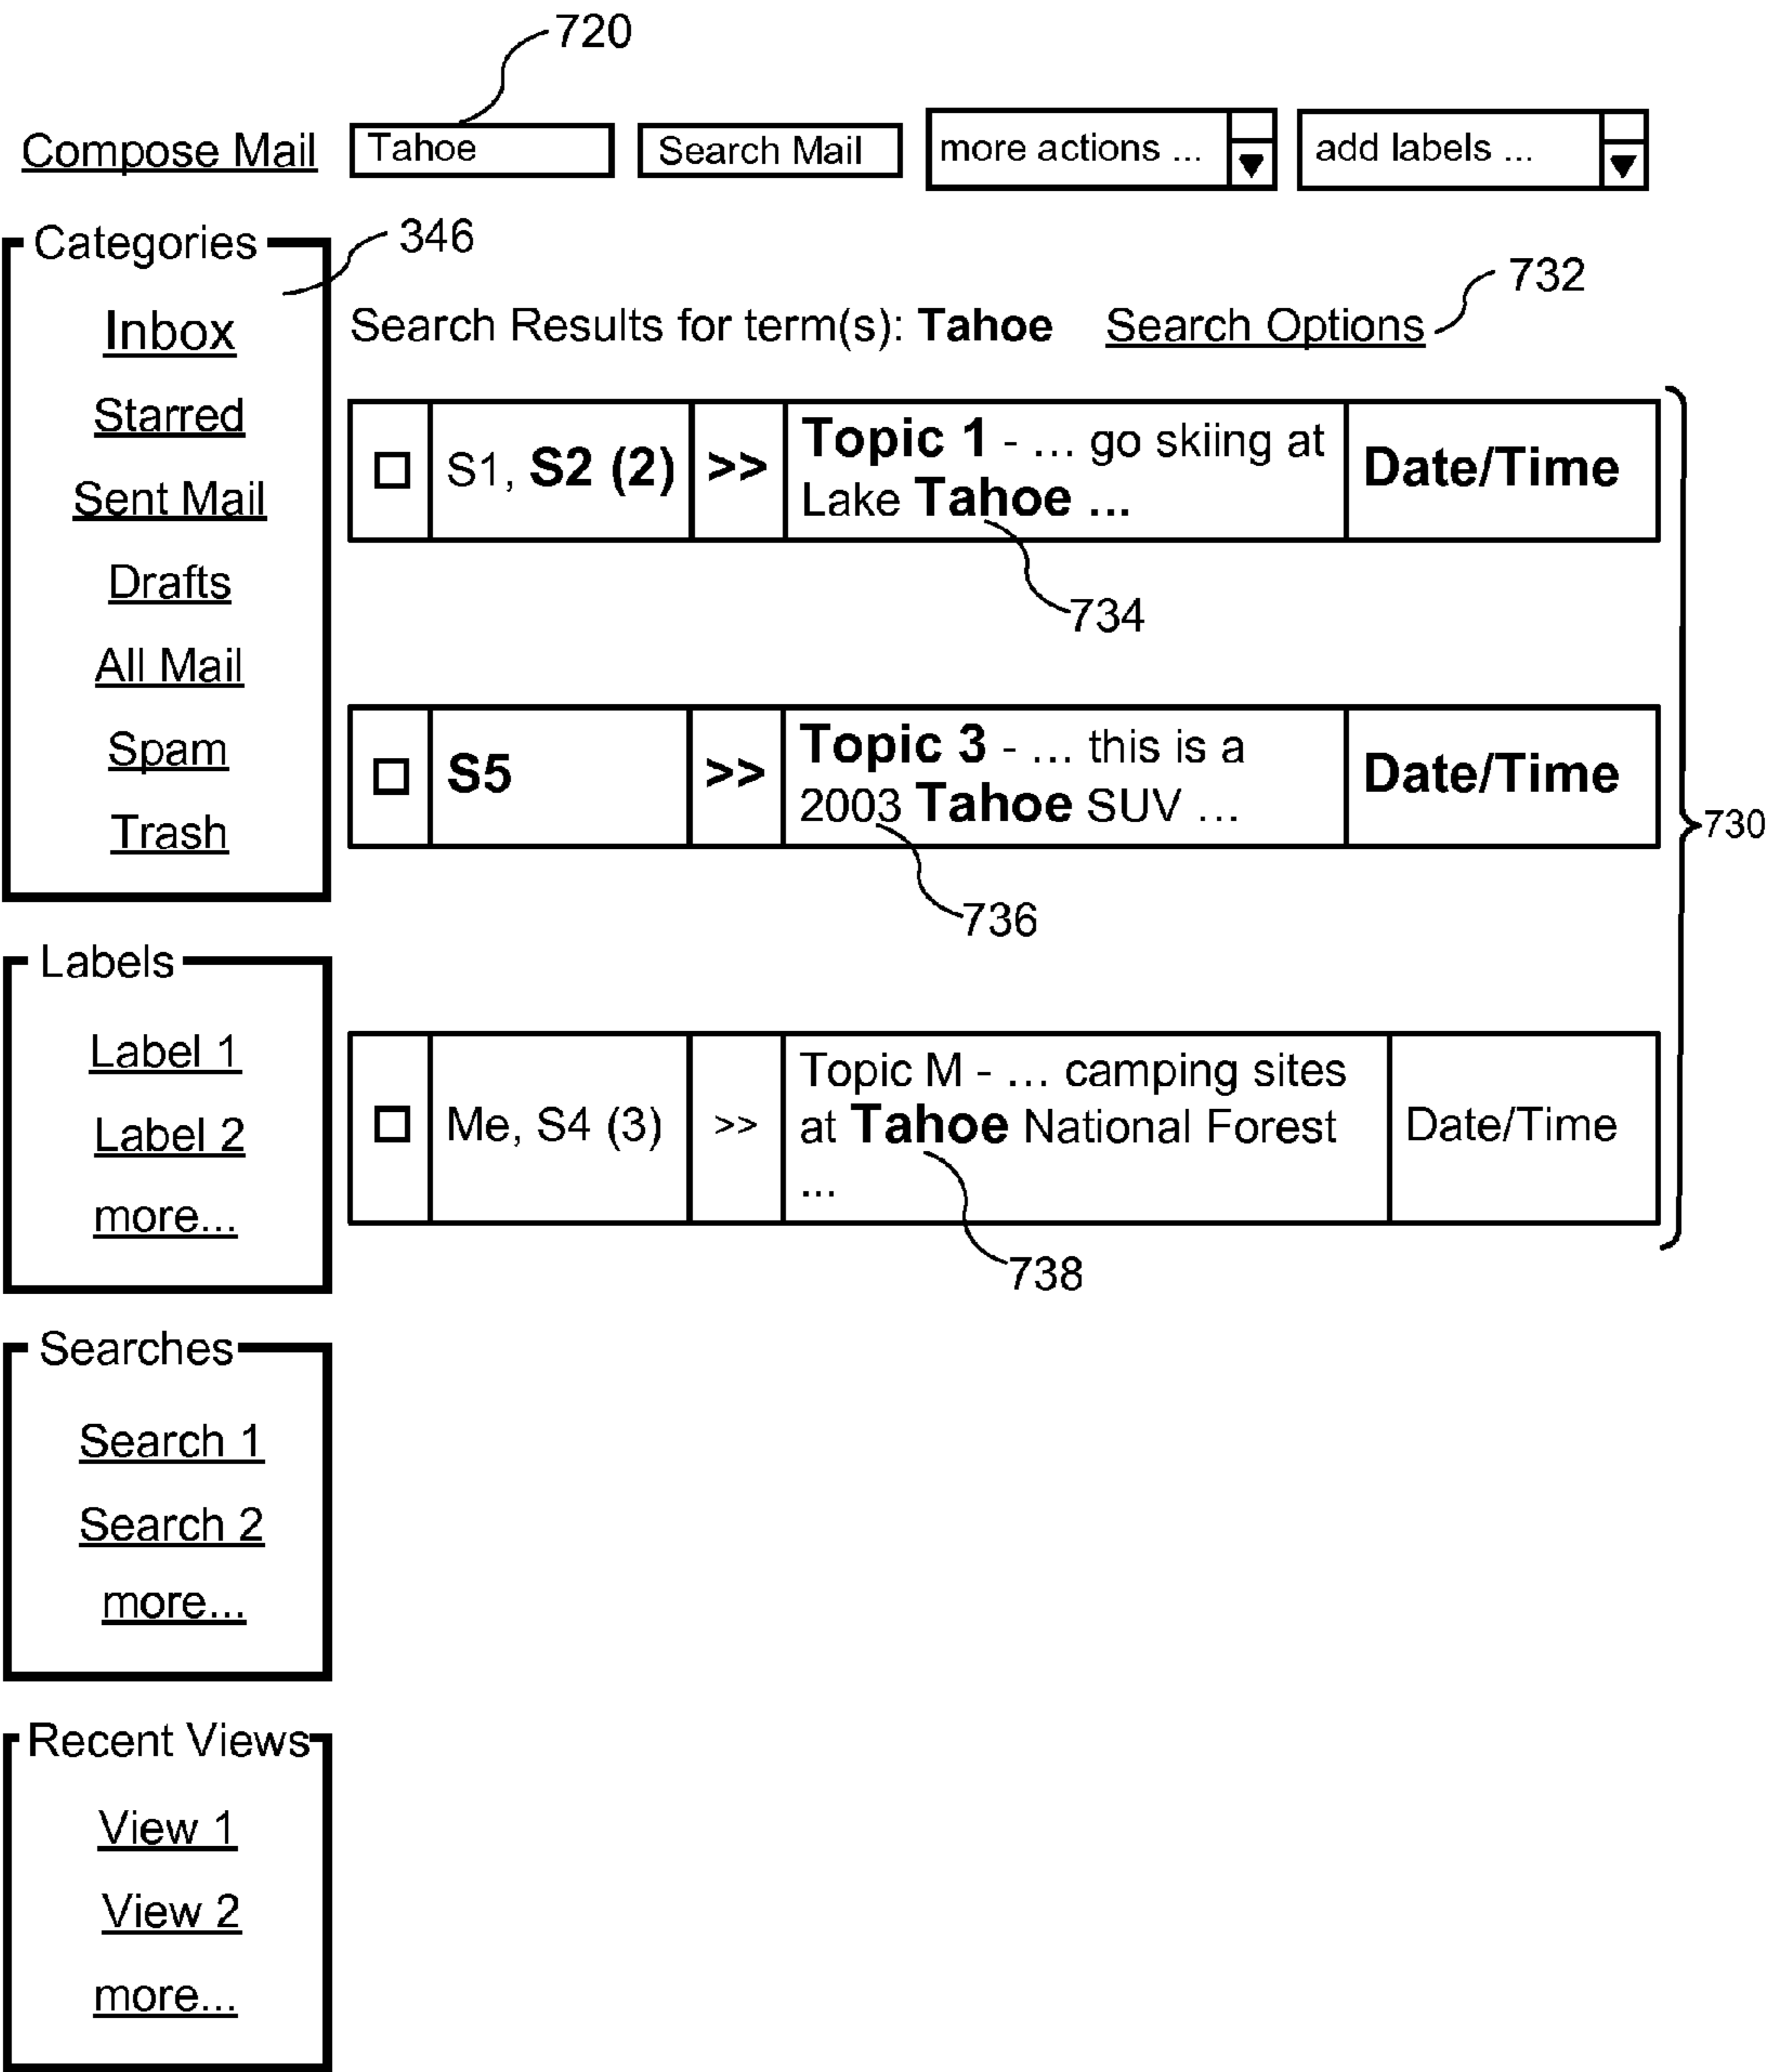 720
Compose Mail Tahoe Search Mail more actions ... add labels ...
Categories
346
Inbox
Starred
Sent Mail
Drafts
All Mail
Spam
Trash
Search Results for term(s): Tahoe Search Options
732
S1, S2 (2) >> Topic 1 - ... go skiing at
Lake Tahoe ...
Date/Time
734
S5 >> Topic 3 - ... this is a
2003 Tahoe SUV ...
Date/Time
736
730
Me, S4 (3) >> Topic M - ... camping sites
at Tahoe National Forest
...
Date/Time
738
Labels
Label 1
Label 2
more...
Searches
Search 1
Search 2
more...
Recent Views
View 1
View 2
more...